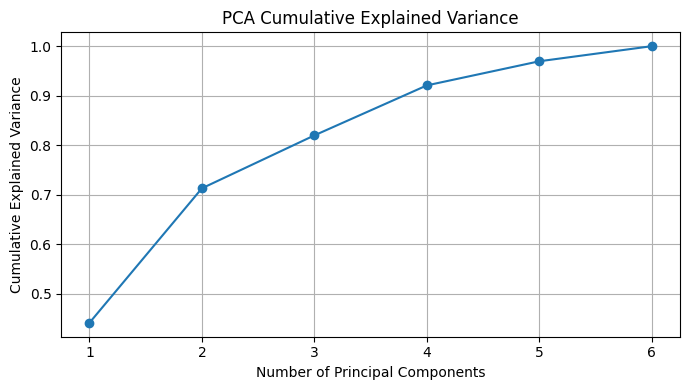 PCA Cumulative Explained Variance
Cumulative Explained Variance
1.0
0.9
0.8
0.7
0.6
0.5
1 2 3 4 5 6
Number of Principal Components